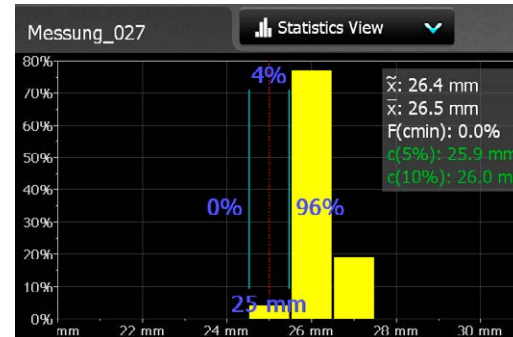 Messung_027
Statistics View
80%
70%
60%
50%
40%
30%
20%
10%
0%
4%
0%
96%
25 mm
x̃: 26.4 mm
x̄: 26.5 mm
F(cmin): 0.0%
c(5%): 25.9 mm
c(10%): 26.0 m
mm
22 mm
24 mm
26 mm
28 mm
30 mm